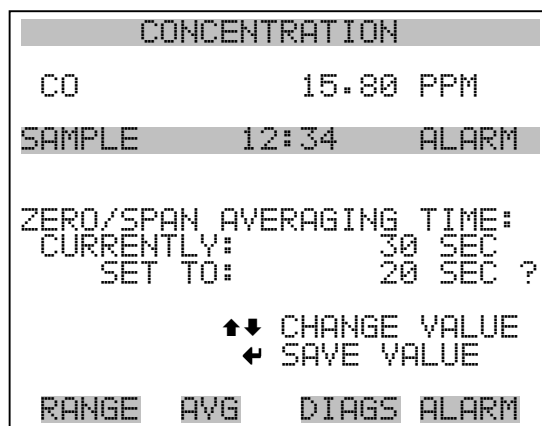 CONCENTRATION
CO 15.80 PPM
SAMPLE 12:34 ALARM
ZERO/SPAN AVERAGING TIME:
CURRENTLY: 30 SEC
SET TO: 20 SEC ?
⬆⬇ CHANGE VALUE
↵ SAVE VALUE
RANGE AVG DIAGS ALARM